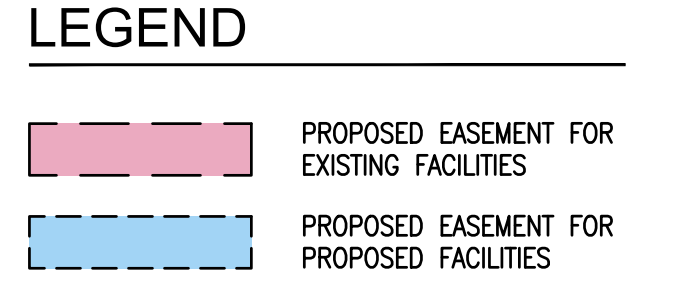 LEGEND
PROPOSED EASEMENT FOR
EXISTING FACILITIES
PROPOSED EASEMENT FOR
PROPOSED FACILITIES